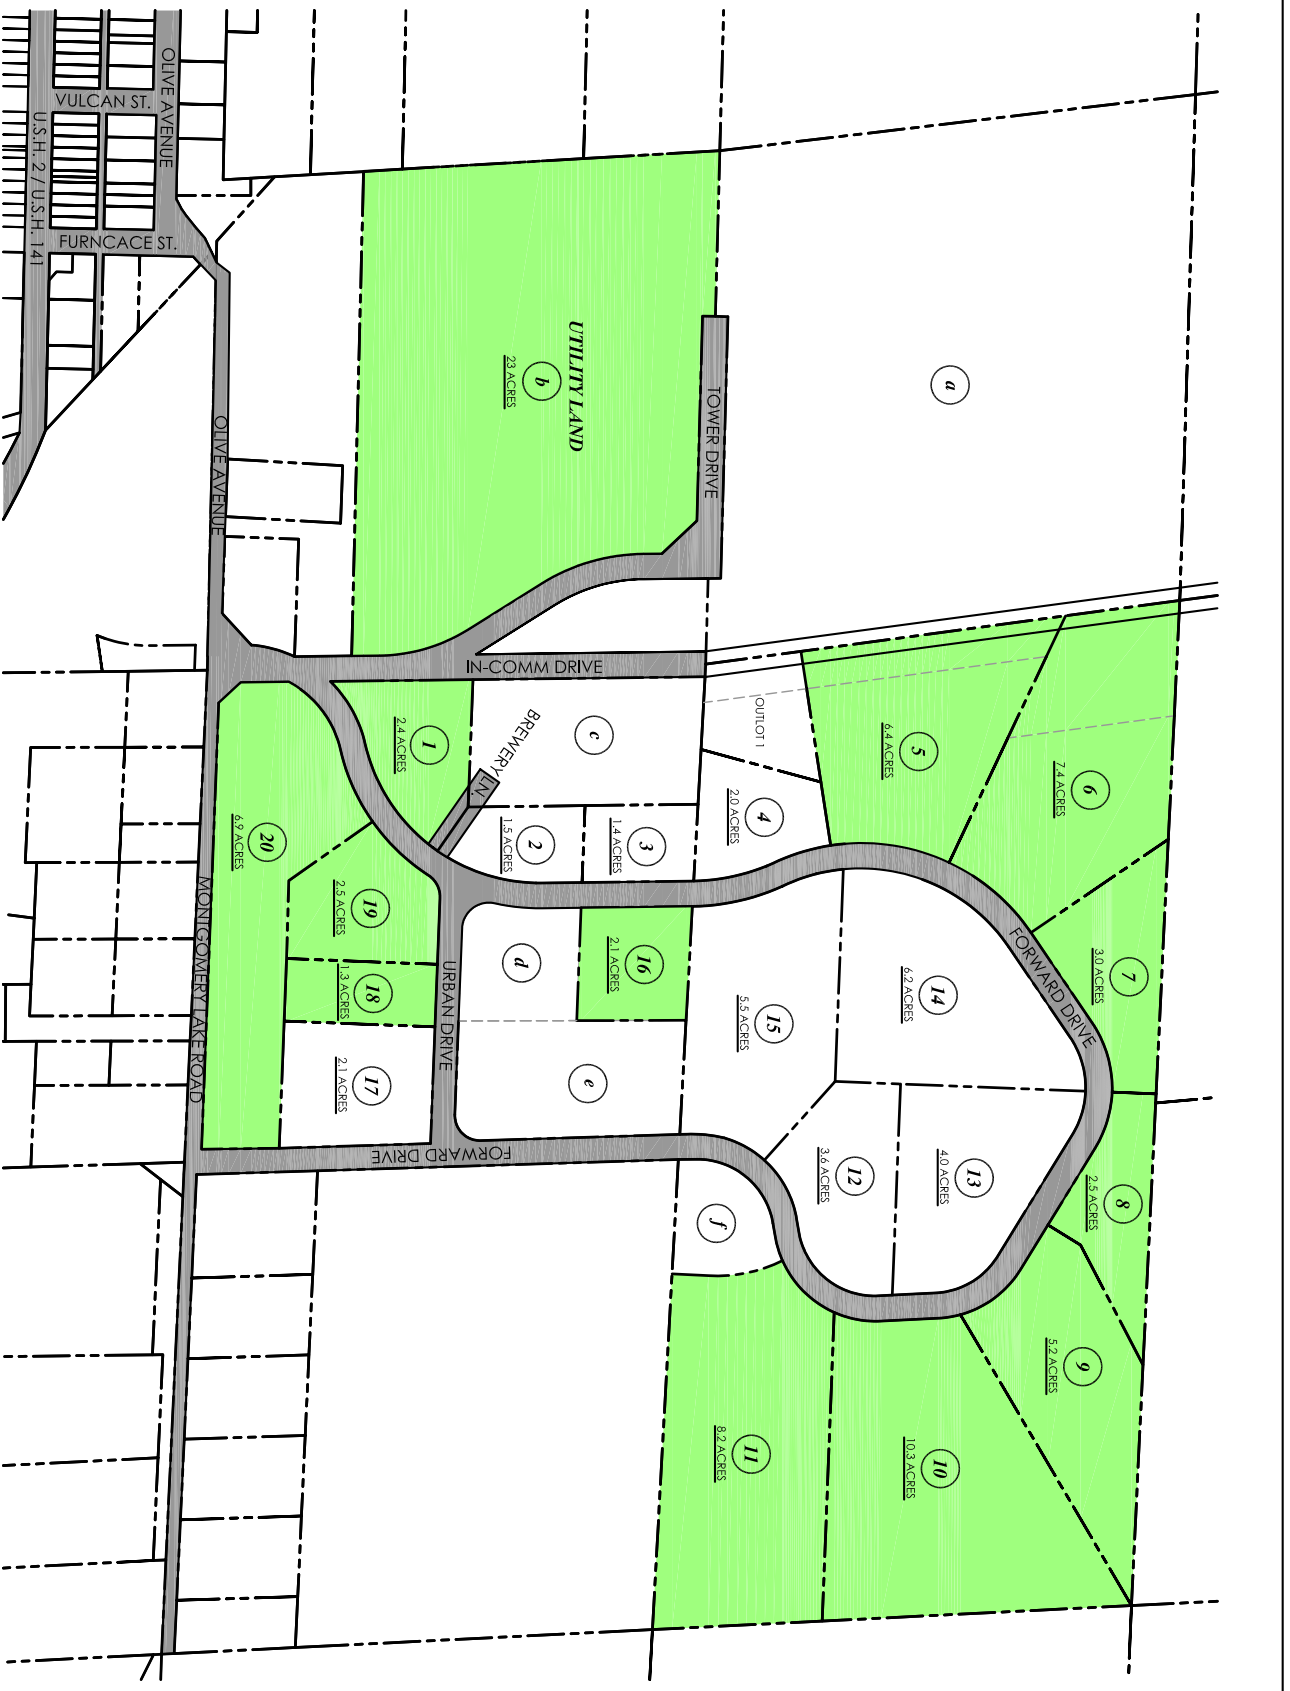 OLIVE AVENUE
VULCAN ST.
U.S.H. 2 / U.S.H. 141
FURNCACE ST.
OLIVE AVENUE
UTILITY LAND
b
23 ACRES
TOWER DRIVE
a
IN-COMM DRIVE
BREWERY LN.
1
2.4 ACRES
c
OUTLOT 1
5
6.4 ACRES
6
7.4 ACRES
4
2.0 ACRES
3
1.4 ACRES
2
1.5 ACRES
20
6.9 ACRES
19
2.5 ACRES
18
1.3 ACRES
17
2.1 ACRES
MONTGOMERY LAKE ROAD
URBAN DRIVE
d
16
2.1 ACRES
e
15
5.5 ACRES
14
6.2 ACRES
FORWARD DRIVE
7
3.0 ACRES
8
2.5 ACRES
13
4.0 ACRES
12
3.6 ACRES
FORWARD DRIVE
f
9
5.2 ACRES
10
10.3 ACRES
11
8.2 ACRES